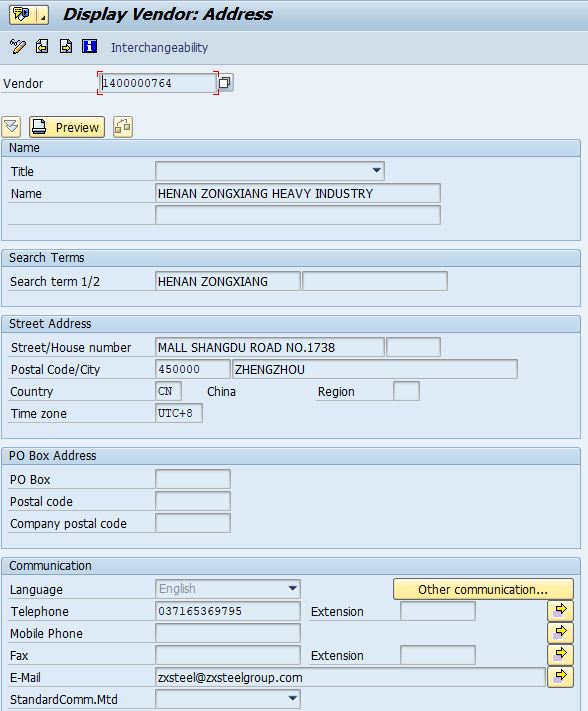 Display Vendor: Address
Interchangeability
Vendor 1400000764
Preview
Name
Title
Name HENAN ZONGXIANG HEAVY INDUSTRY
Search Terms
Search term 1/2 HENAN ZONGXIANG
Street Address
Street/House number MALL SHANGDU ROAD NO.1738
Postal Code/City 450000 ZHENGZHOU
Country CN China Region
Time zone UTC+8
PO Box Address
PO Box
Postal code
Company postal code
Communication
Language English Other communication...
Telephone 037165369795 Extension
Mobile Phone
Fax Extension
E-Mail zxsteel@zxsteelgroup.com
StandardComm.Mtd